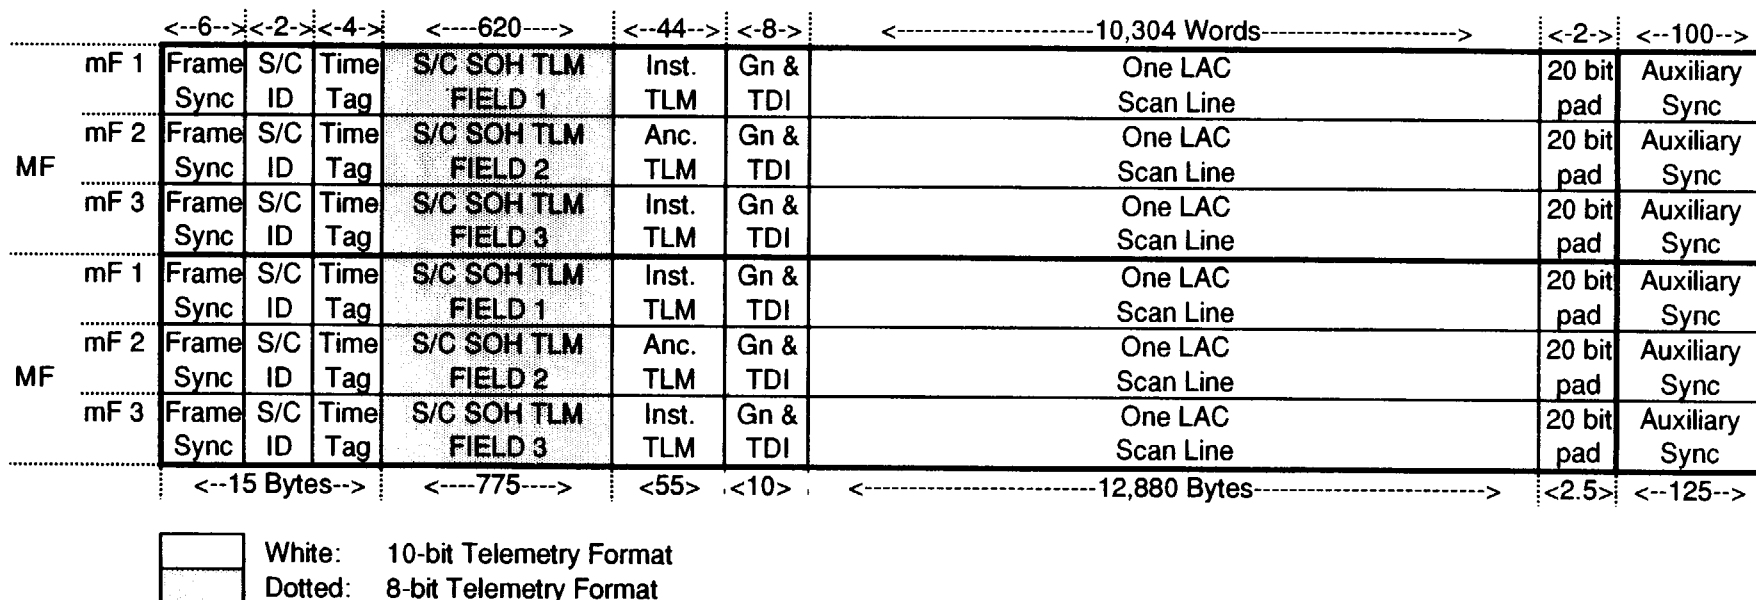 <--6--> <-2-> <-4-> <----620----> <--44--> <-8-> <--------------------10,304 Words--------------------> <-2-> <--100-->
mF 1 Frame S/C Time S/C SOH TLM Inst. Gn & One LAC 20 bit Auxiliary
Sync ID Tag FIELD 1 TLM TDI Scan Line pad Sync
mF 2 Frame S/C Time S/C SOH TLM Anc. Gn & One LAC 20 bit Auxiliary
MF Sync ID Tag FIELD 2 TLM TDI Scan Line pad Sync
mF 3 Frame S/C Time S/C SOH TLM Inst. Gn & One LAC 20 bit Auxiliary
Sync ID Tag FIELD 3 TLM TDI Scan Line pad Sync
mF 1 Frame S/C Time S/C SOH TLM Inst. Gn & One LAC 20 bit Auxiliary
Sync ID Tag FIELD 1 TLM TDI Scan Line pad Sync
mF 2 Frame S/C Time S/C SOH TLM Anc. Gn & One LAC 20 bit Auxiliary
MF Sync ID Tag FIELD 2 TLM TDI Scan Line pad Sync
mF 3 Frame S/C Time S/C SOH TLM Inst. Gn & One LAC 20 bit Auxiliary
Sync ID Tag FIELD 3 TLM TDI Scan Line pad Sync
<--15 Bytes--> <----775----> <55> <10> <-----------------------12,880 Bytes-----------------------> <2.5> <--125-->
White: 10-bit Telemetry Format
Dotted: 8-bit Telemetry Format